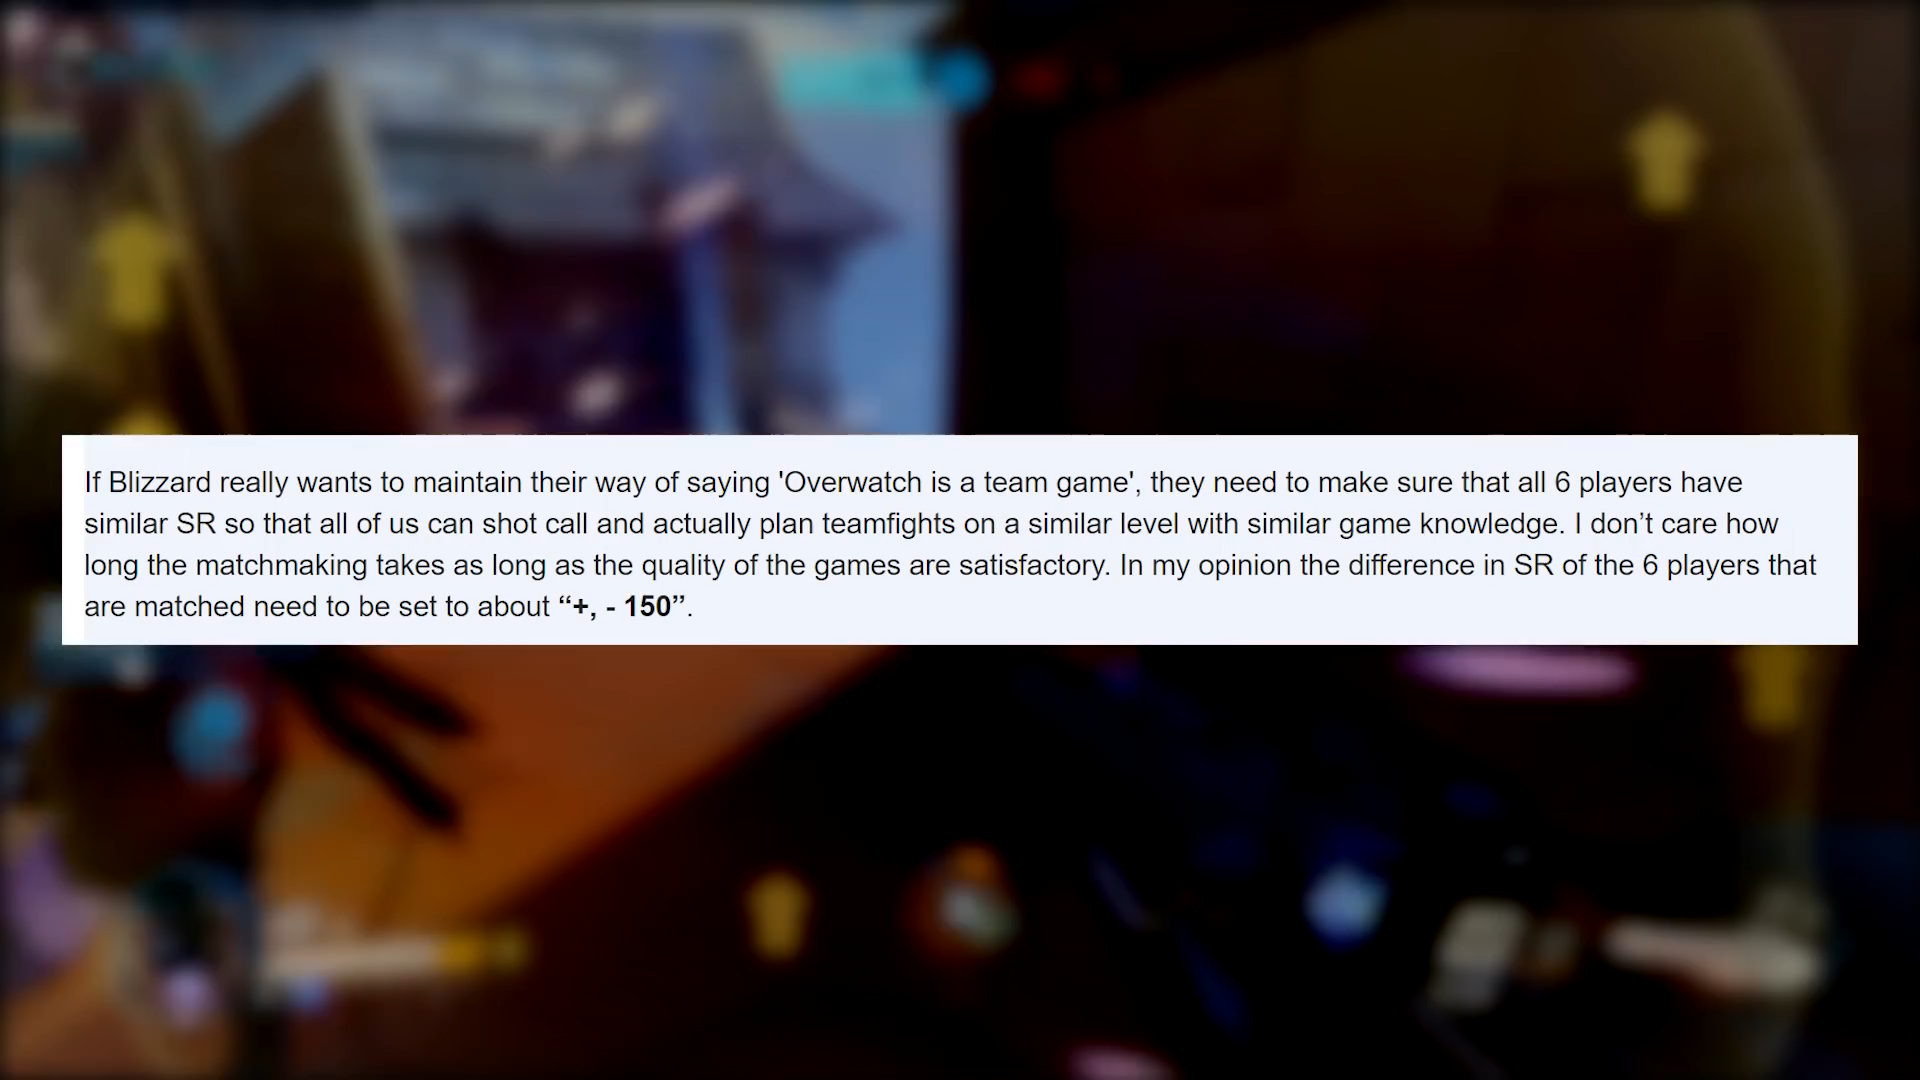 If Blizzard really wants to maintain their way of saying 'Overwatch is a team game', they need to make sure that all 6 players have
similar SR so that all of us can shot call and actually plan teamfights on a similar level with similar game knowledge. I don’t care how
long the matchmaking takes as long as the quality of the games are satisfactory. In my opinion the difference in SR of the 6 players that
are matched need to be set to about “+, - 150”.